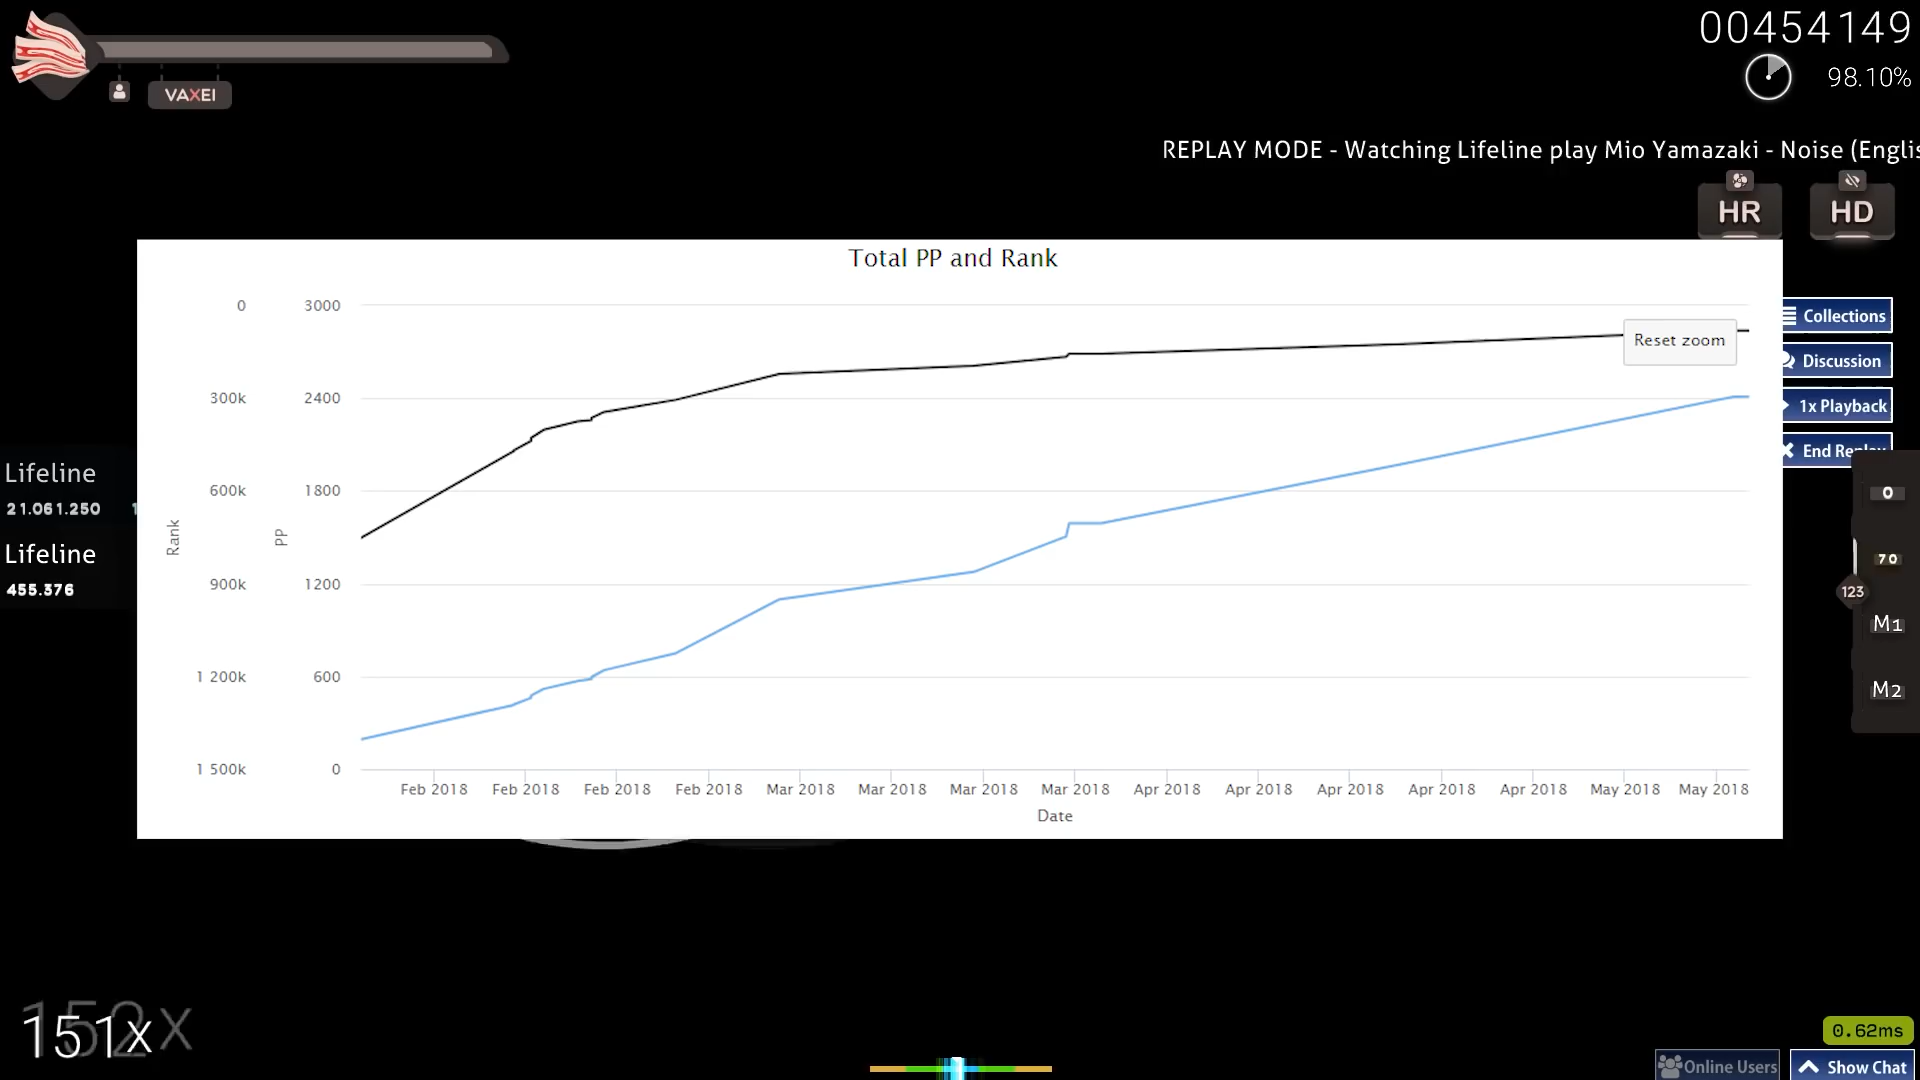 00454149
98.10%
VAXEI
REPLAY MODE - Watching Lifeline play Mio Yamazaki - Noise (Englis
HR
HD
Total PP and Rank
0 3000
Reset zoom
Collections
Discussion
300k 2400
1x Playback
End Replay
Lifeline
21.061.250 1
600k 1800
0
Rank
PP
Lifeline
455.376
70
900k 1200
123
M1
1 200k 600
M2
1 500k 0
Feb 2018 Feb 2018 Feb 2018 Feb 2018 Mar 2018 Mar 2018 Mar 2018 Mar 2018 Apr 2018 Apr 2018 Apr 2018 Apr 2018 Apr 2018 May 2018 May 2018
Date
151x
0.62ms
Online Users
Show Chat